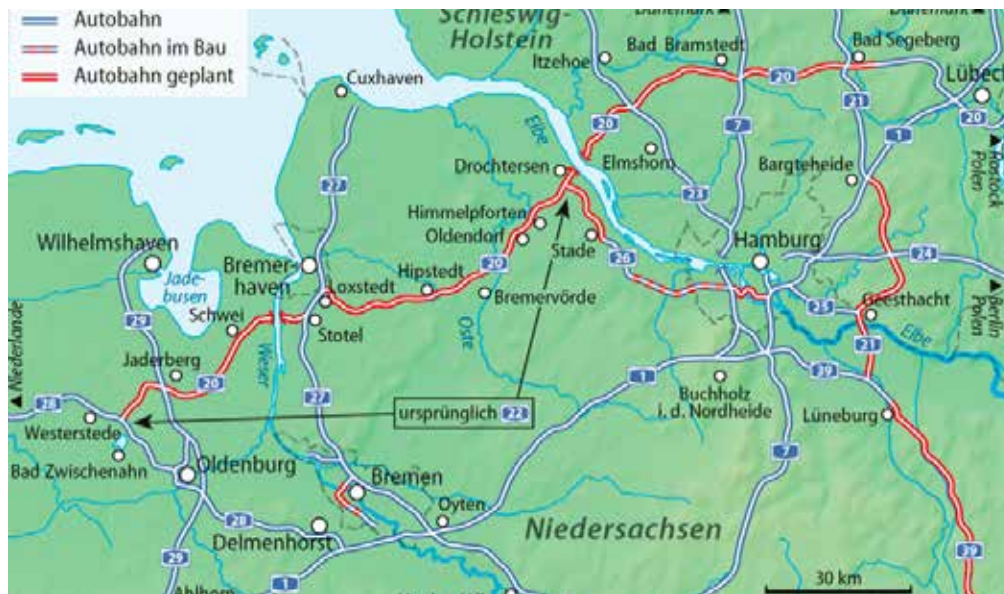 Autobahn
Autobahn im Bau
Autobahn geplant
Schleswig-
Holstein
Dänemark
Dänemark
Itzehoe
Bad Bramstedt
Bad Segeberg
Lübeck
Cuxhaven
Elbe
20
20
21
1
20
7
Rostock
Polen
Drochtersen
Elmshorn
Bargteheide
27
23
Himmelpforten
Oldendorf
Stade
26
Hamburg
24
Wilhelmshaven
Bremer-
haven
Jade-
busen
Loxstedt
Hipstedt
20
Bremervörde
25
Geesthacht
Berlin
Polen
Schwei
Stotel
29
Oste
Elbe
21
Jaderberg
Weser
20
27
1
39
Niederlande
28
ursprünglich 22
Buchholz
i. d. Nordheide
Lüneburg
Westerstede
Bad Zwischenahn
Oldenburg
Bremen
7
Oyten
28
Delmenhorst
Niedersachsen
29
39
1
Ahlhorn
30 km